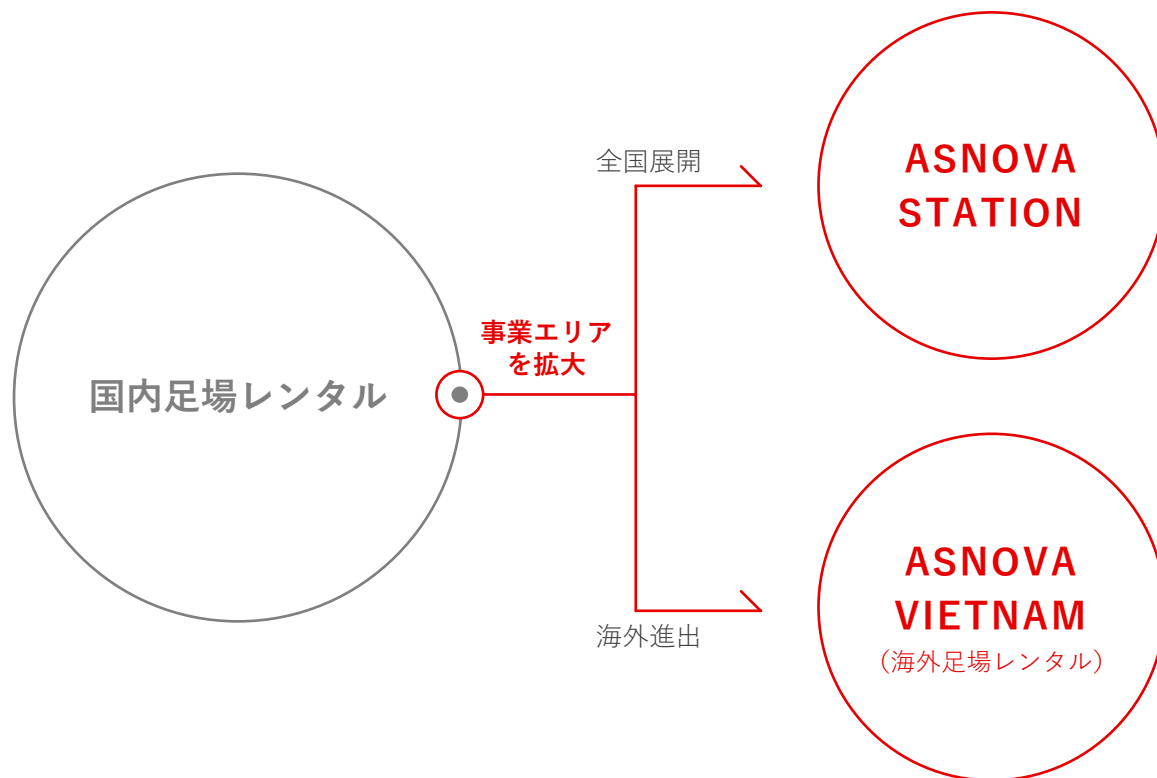 国内足場レンタル
事業エリア
を拡大
全国展開
ASNOVA
STATION
海外進出
ASNOVA
VIETNAM
（海外足場レンタル）